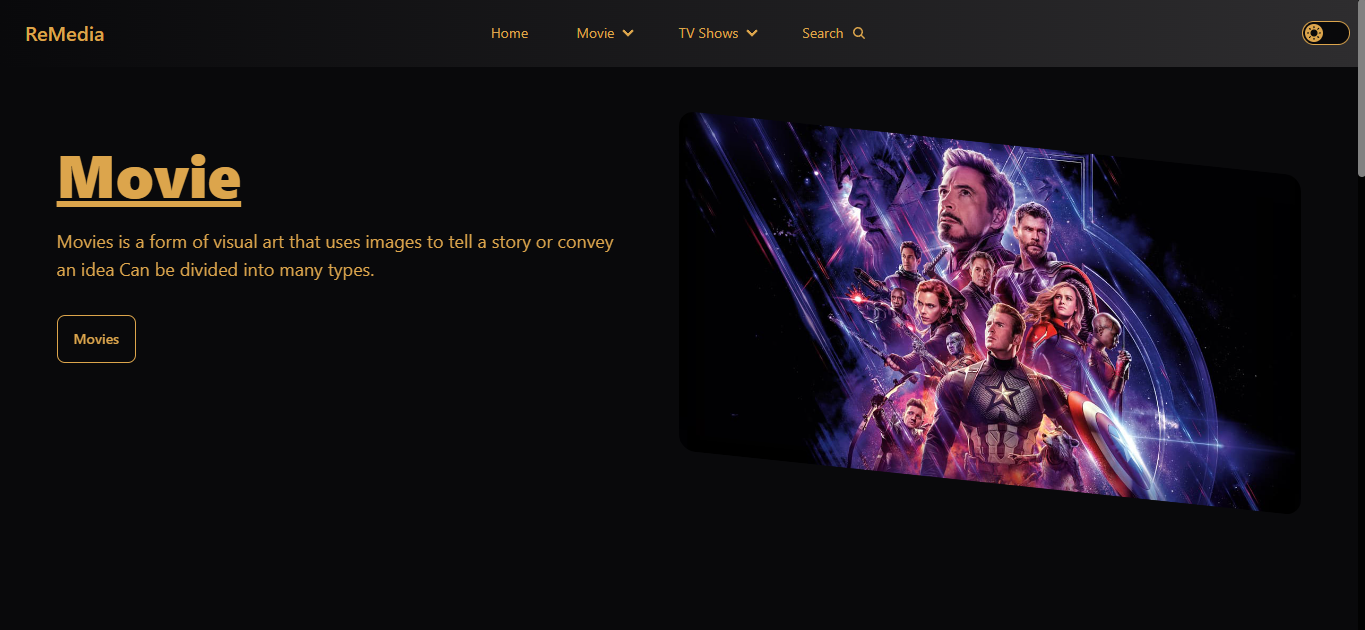 ReMedia
Home
Movie
TV Shows
Search
Movie
Movies is a form of visual art that uses images to tell a story or convey
an idea Can be divided into many types.
Movies